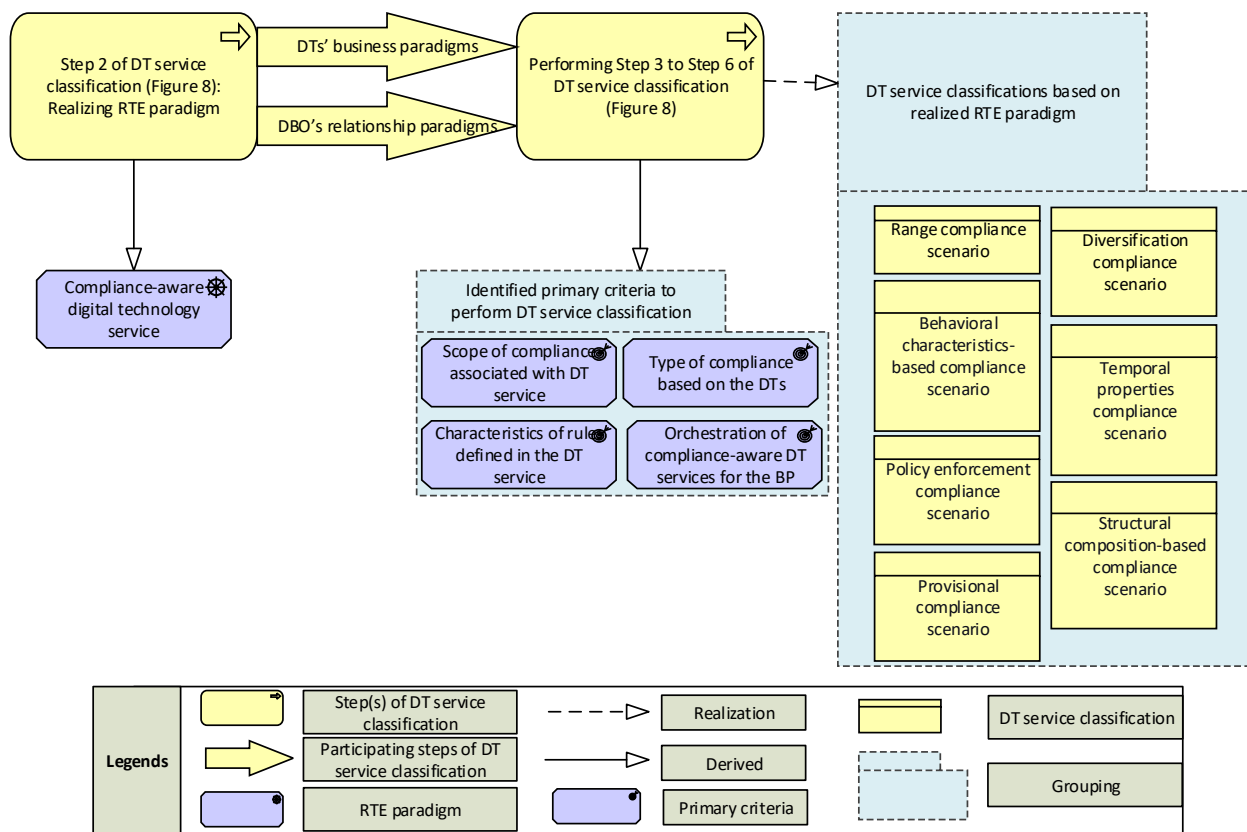 Step 2 of DT service
classification (Figure 8):
Realizing RTE paradigm
DTs’ business paradigms
DBO’s relationship paradigms
Performing Step 3 to Step 6 of
DT service classification
(Figure 8)
DT service classifications based on
realized RTE paradigm
Compliance-aware
digital technology
service
Identified primary criteria to
perform DT service classification
Scope of compliance
associated with DT
service
Type of compliance
based on the DTs
Characteristics of rule
defined in the DT
service
Orchestration of
compliance-aware DT
services for the BP
Range compliance
scenario
Behavioral
characteristics-
based compliance
scenario
Policy enforcement
compliance
scenario
Provisional
compliance
scenario
Diversification
compliance
scenario
Temporal
properties
compliance
scenario
Structural
composition-based
compliance
scenario
Legends
Step(s) of DT service
classification
Participating steps of DT
service classification
RTE paradigm
Realization
Derived
Primary criteria
DT service classification
Grouping